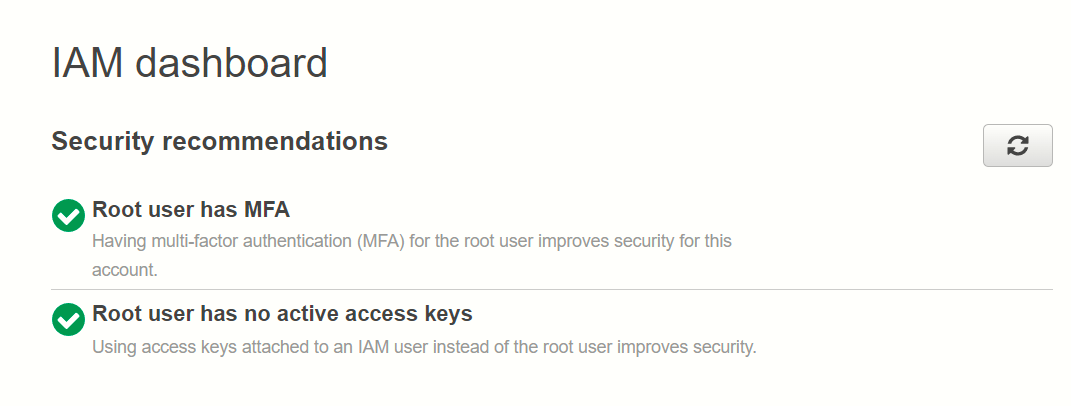 IAM dashboard
Security recommendations
Root user has MFA
Having multi-factor authentication (MFA) for the root user improves security for this
account.
Root user has no active access keys
Using access keys attached to an IAM user instead of the root user improves security.